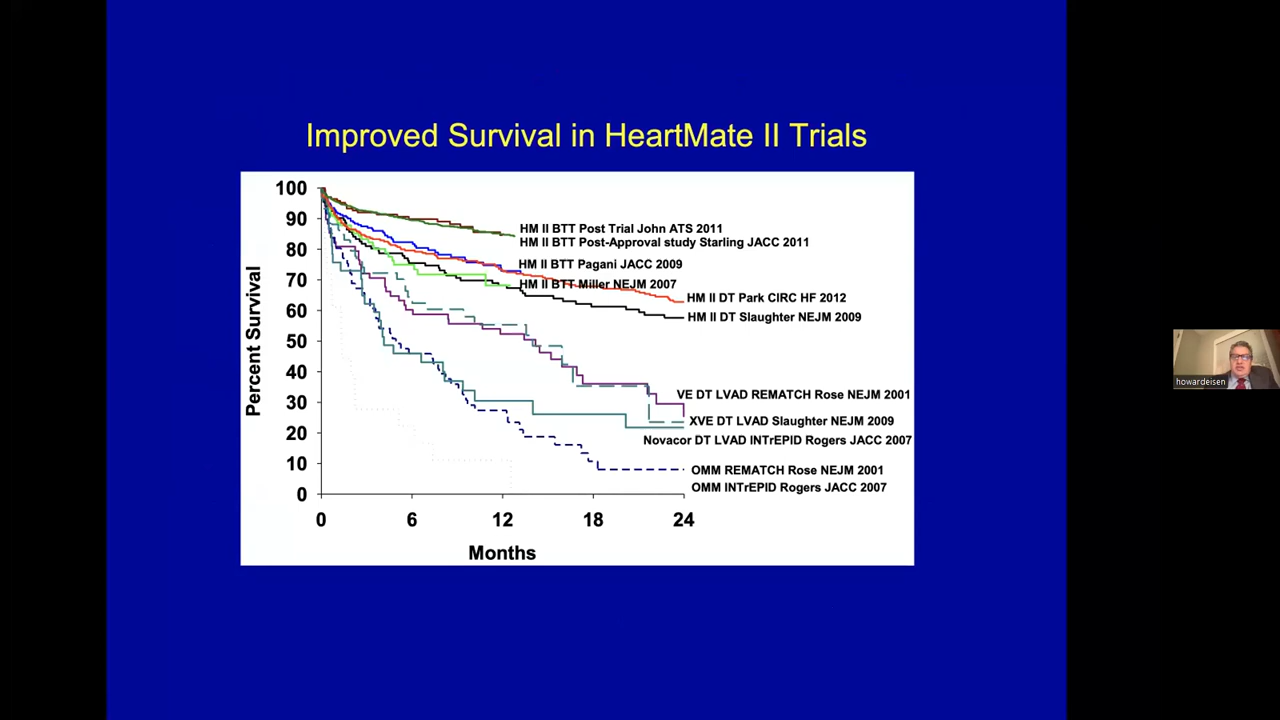 Improved Survival in HeartMate II Trials
Percent Survival
100
90
80
70
60
50
40
30
20
10
0
HM II BTT Post Trial John ATS 2011
HM II BTT Post-Approval study Starling JACC 2011
HM II BTT Pagani JACC 2009
HM II BTT Miller NEJM 2007
HM II DT Park CIRC HF 2012
HM II DT Slaughter NEJM 2009
VE DT LVAD REMATCH Rose NEJM 2001
XVE DT LVAD Slaughter NEJM 2009
Novacor DT LVAD INTrEPID Rogers JACC 2007
OMM REMATCH Rose NEJM 2001
OMM INTrEPID Rogers JACC 2007
0 6 12 18 24
Months
howardeisen